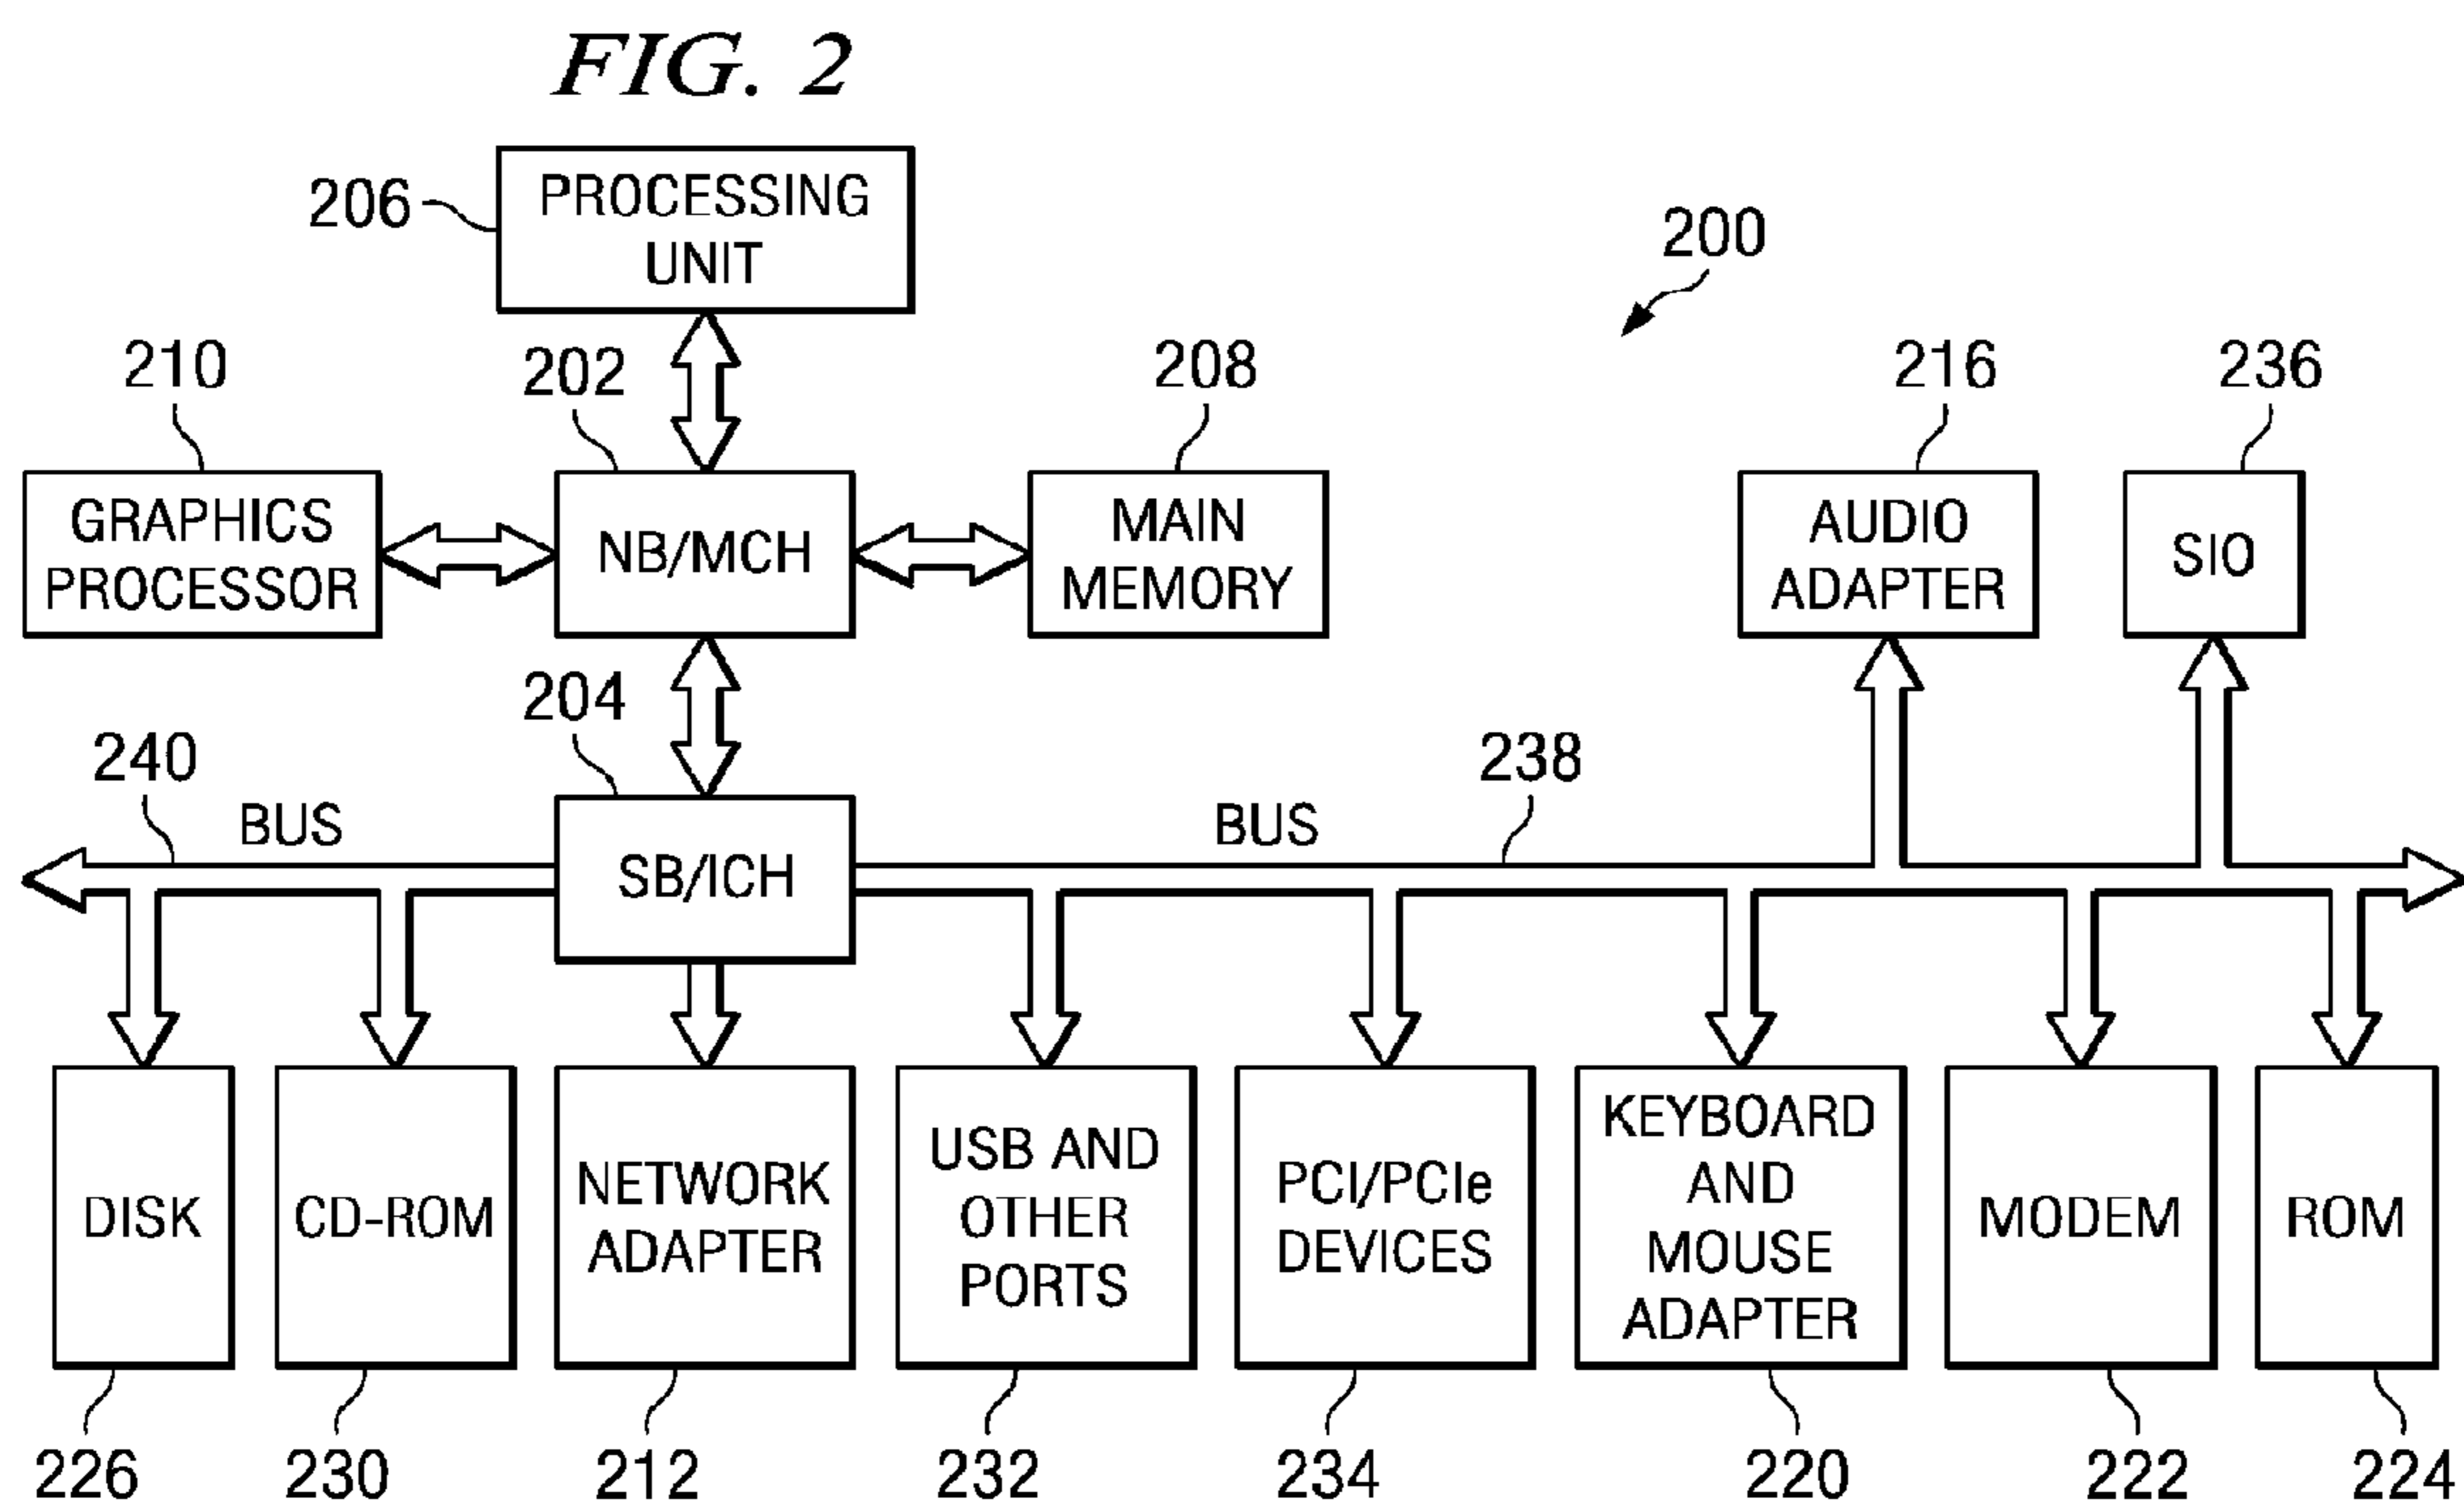 FIG. 2
PROCESSING
UNIT
206
200
210
202
208
216
236
GRAPHICS
PROCESSOR
NB/MCH
MAIN
MEMORY
AUDIO
ADAPTER
SIO
204
240
BUS
238
BUS
SB/ICH
DISK
CD-ROM
NETWORK
ADAPTER
USB AND
OTHER
PORTS
PCI/PCIe
DEVICES
KEYBOARD
AND
MOUSE
ADAPTER
MODEM
ROM
226
230
212
232
234
220
222
224